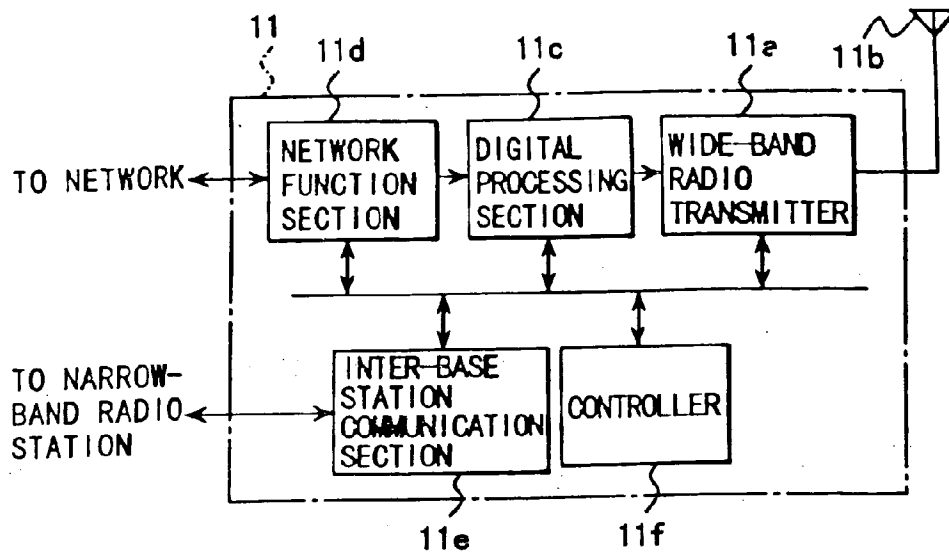 11
11d
11c
11a
11b
NETWORK
FUNCTION
SECTION
DIGITAL
PROCESSING
SECTION
WIDE-BAND
RADIO
TRANSMITTER
TO NETWORK
TO NARROW-
BAND RADIO
STATION
INTER-BASE
STATION
COMMUNICATION
SECTION
CONTROLLER
11e
11f